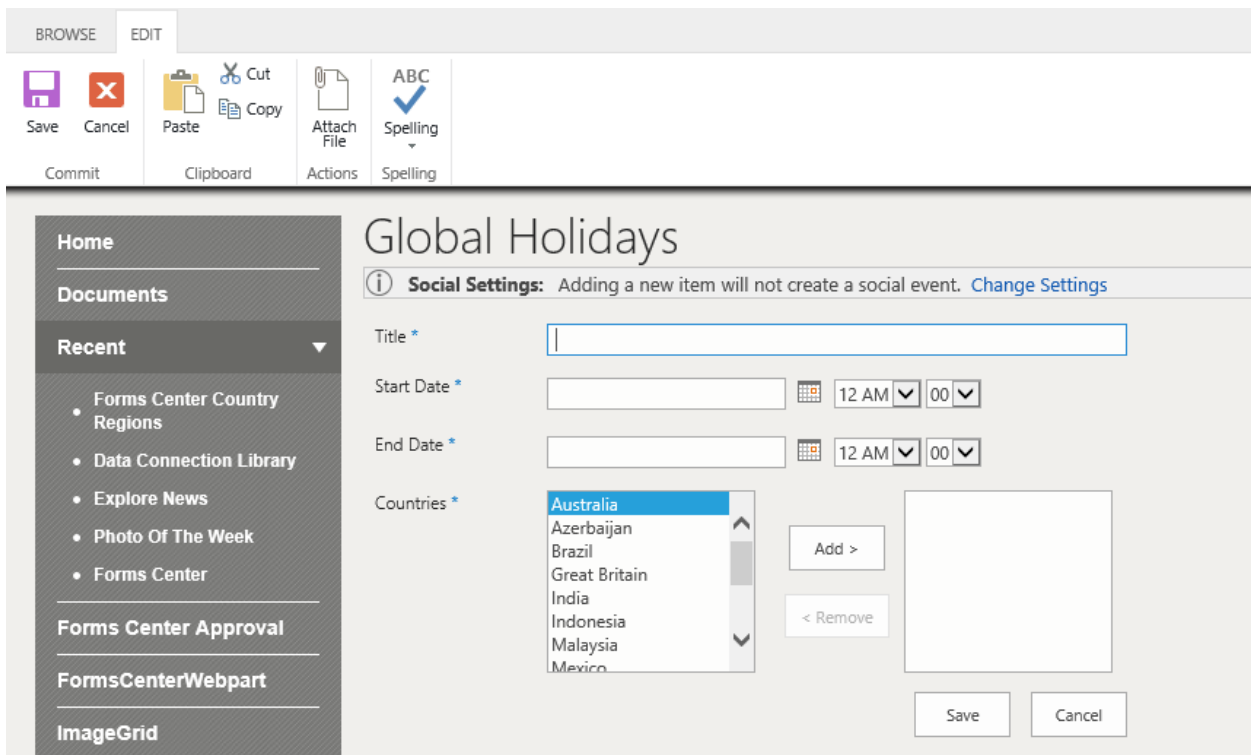 BROWSE EDIT
ABC
Cut
Copy
Save Cancel Paste Attach File Spelling
Commit Clipboard Actions Spelling
Home
Documents
Recent
Forms Center Country
Regions
Data Connection Library
Explore News
Photo Of The Week
Forms Center
Forms Center Approval
FormsCenterWebpart
ImageGrid
Global Holidays
Social Settings: Adding a new item will not create a social event. Change Settings
Title *
Start Date * 12 AM 00
End Date * 12 AM 00
Countries *
Australia
Azerbaijan
Brazil
Great Britain
India
Indonesia
Malaysia
Mexico
Add >
< Remove
Save Cancel